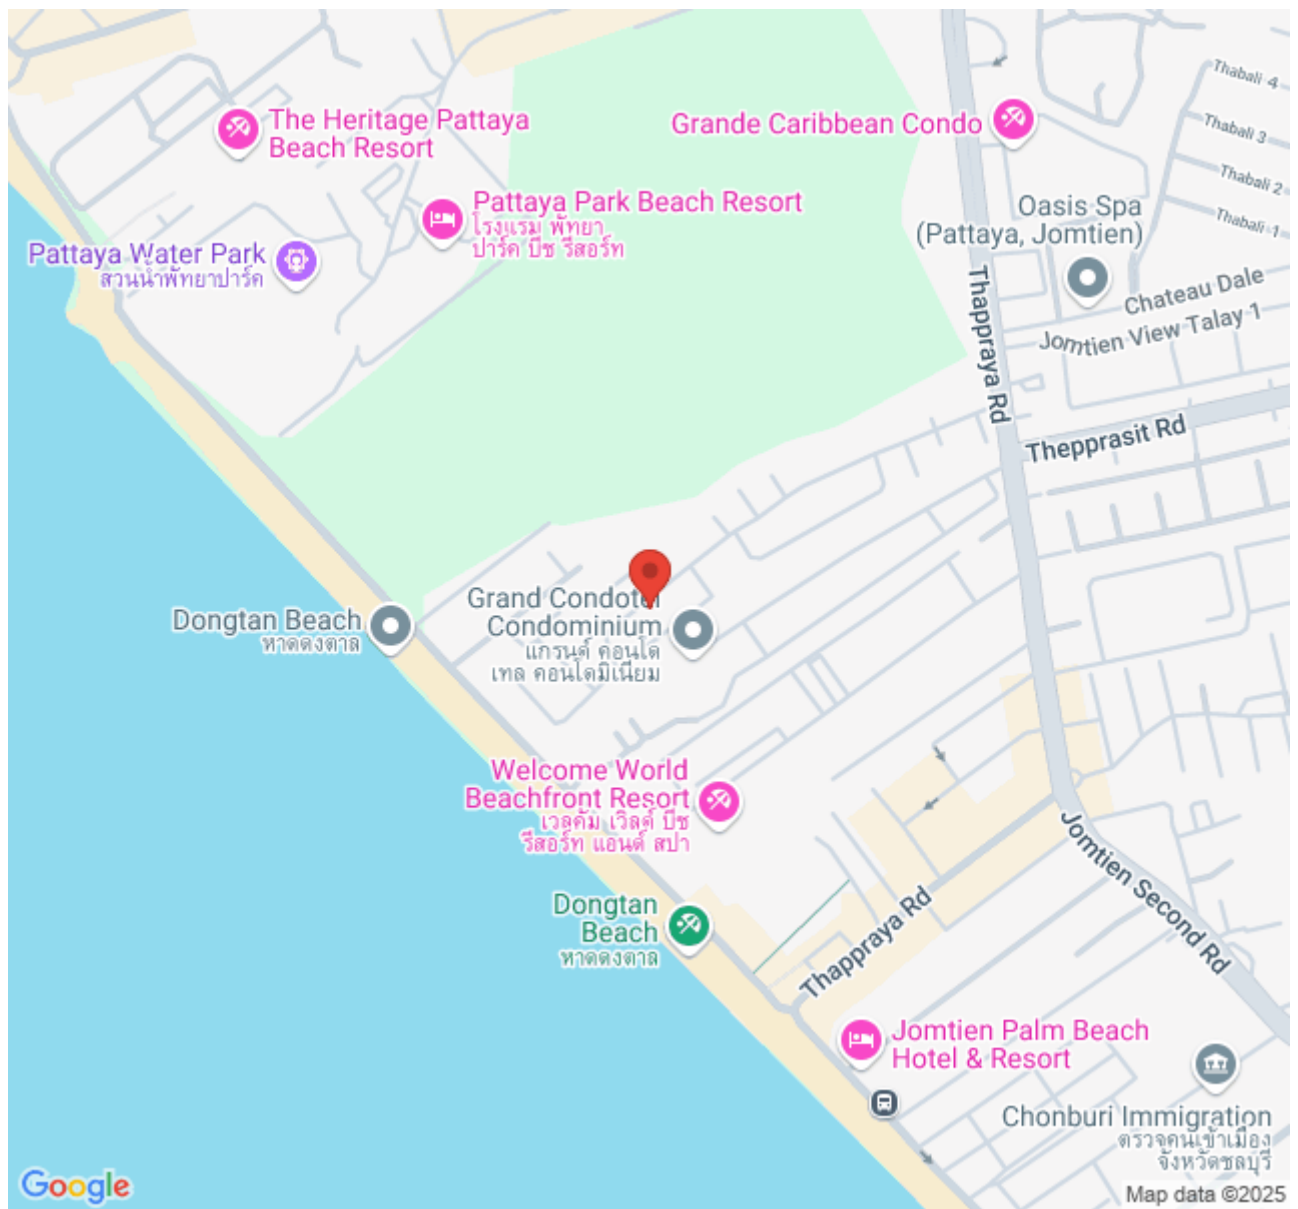 The Heritage Pattaya
Beach Resort
Grande Caribbean Condo
Thabali 4
Thabali 3
Thabali 2
Thabali 1
Pattaya Park Beach Resort
โรงแรม พัทยา
ปาร์ค บีช รีสอร์ท
Oasis Spa
(Pattaya, Jomtien)
Pattaya Water Park
สวนน้ำพัทยาปาร์ค
Chateau Dale
Jomtien View Talay 1
Thappraya Rd
Thepprasit Rd
Dongtan Beach
หาดดงตาล
Grand Condotel
Condominium
แกรนด์ คอนโด
เทล คอนโดมิเนียม
Welcome World
Beachfront Resort
เวลคัม เวิลด์ บีช
รีสอร์ท แอนด์ สปา
Dongtan
Beach
หาดดงตาล
Thappraya Rd
Jomtien Second Rd
Jomtien Palm Beach
Hotel & Resort
Chonburi Immigration
ตรวจคนเข้าเมือง
จังหวัดชลบุรี
Google
Map data ©2025